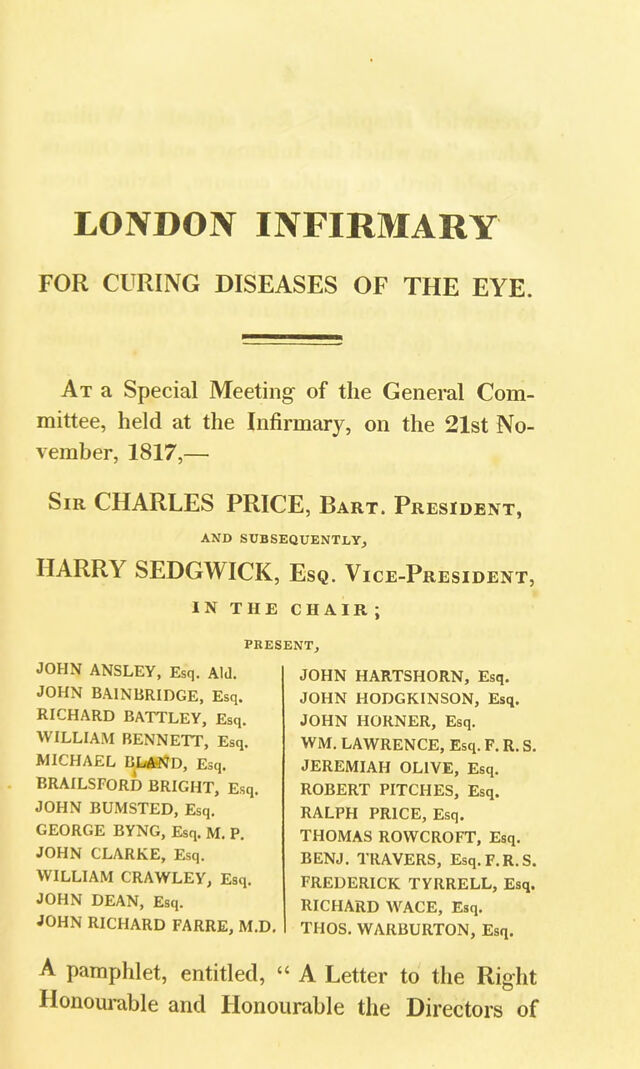 LONDON INFIRMARY
FOR CURING DISEASES OF THE EYE.
AT a Special Meeting of the General Com-
mittee, held at the Infirmary, on the 21st No-
vember, 1817,—
SIR CHARLES PRICE, BART. PRESIDENT,
AND SUBSEQUENTLY,
HARRY SEDGWICK, ESQ. VICE-PRESIDENT,
IN THE CHAIR;
PRESENT,
JOHN ANSLEY, Esq. Ald.
JOHN BAINBRIDGE, Esq.
RICHARD BATTLEY, Esq.
WILLIAM BENNETT, Esq.
MICHAEL BLAND, Esq.
BRAILSFORD BRIGHT, Esq.
JOHN BUMSTED, Esq.
GEORGE BYNG, Esq. M. P.
JOHN CLARKE, Esq.
WILLIAM CRAWLEY, Esq.
JOHN DEAN, Esq.
JOHN RICHARD FARRE, M.D.
JOHN HARTSHORN, Esq.
JOHN HODGKINSON, Esq.
JOHN HORNER, Esq.
WM. LAWRENCE, Esq. F. R. S.
JEREMIAH OLIVE, Esq.
ROBERT PITCHES, Esq.
RALPH PRICE, Esq.
THOMAS ROWCROFT, Esq.
BENJ. TRAVERS, Esq. F. R. S.
FREDERICK TYRRELL, Esq.
RICHARD WACE, Esq.
THOS. WARBURTON, Esq.
A pamphlet, entitled, “ A Letter to the Right
Honourable and Honourable the Directors of